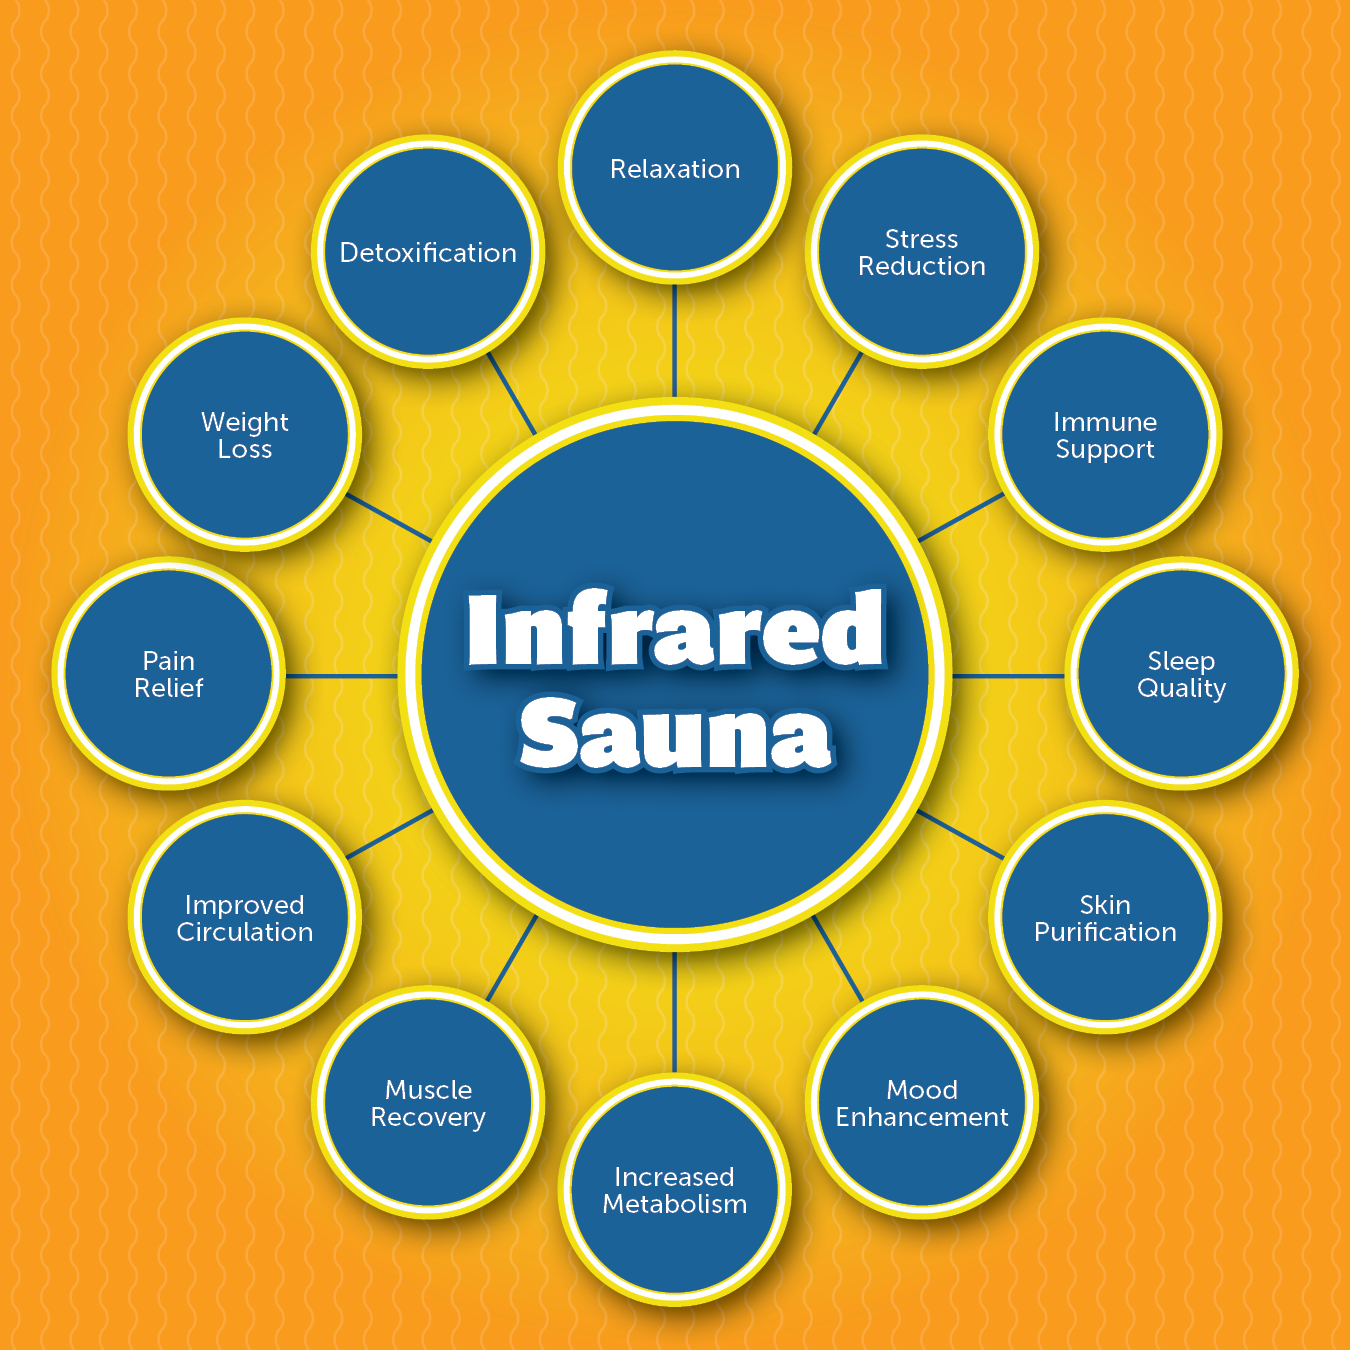 Infrared
Sauna
Relaxation
Stress
Reduction
Immune
Support
Sleep
Quality
Skin
Purification
Mood
Enhancement
Increased
Metabolism
Muscle
Recovery
Improved
Circulation
Pain
Relief
Weight
Loss
Detoxification